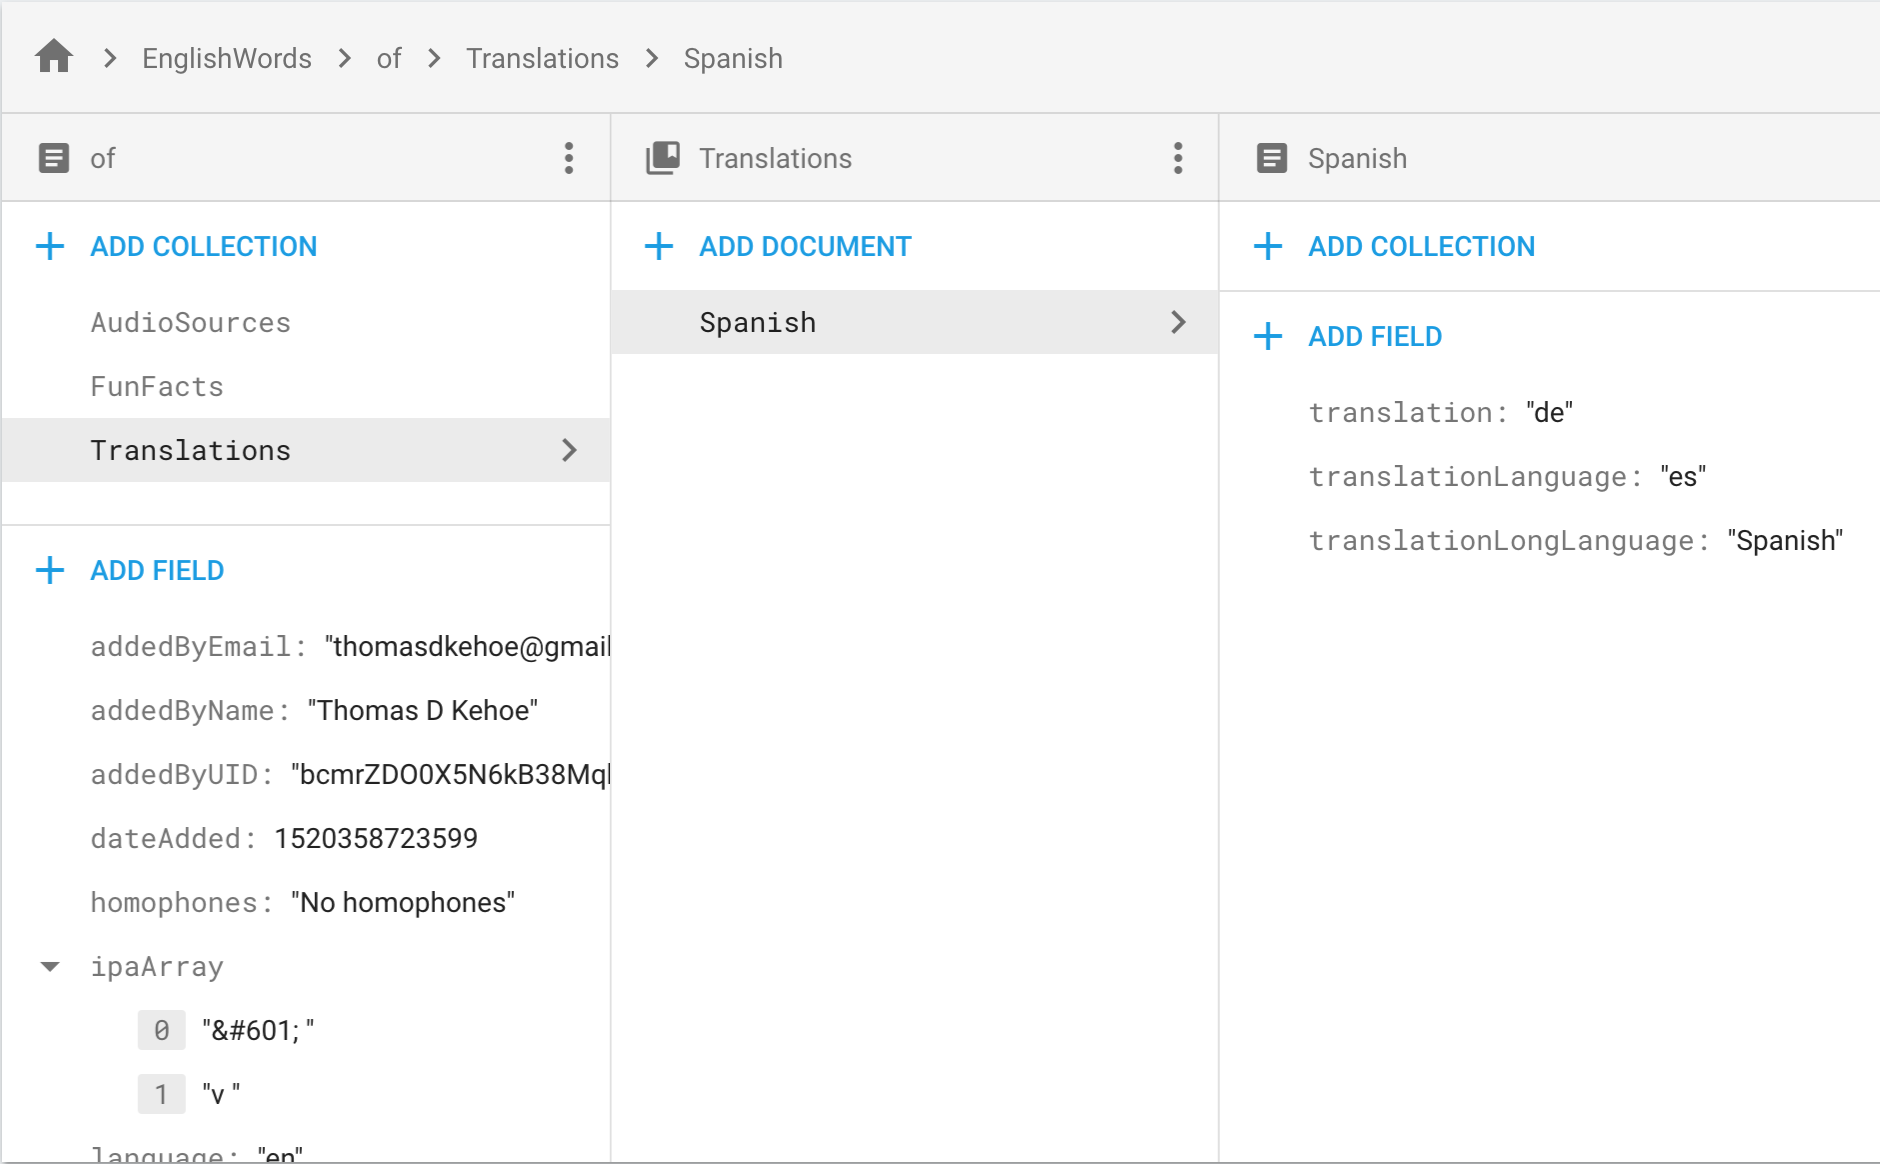 EnglishWords > of > Translations > Spanish
of
ADD COLLECTION
AudioSources
FunFacts
Translations
ADD FIELD
addedByEmail: "thomasdkehoe@gmail
addedByName: "Thomas D Kehoe"
addedByUID: "bcmrZDO0X5N6kB38Mq
dateAdded: 1520358723599
homophones: "No homophones"
ipaArray
0 "&#601; "
1 "v "
language: "en"
Translations
ADD DOCUMENT
Spanish
Spanish
ADD COLLECTION
ADD FIELD
translation: "de"
translationLanguage: "es"
translationLongLanguage: "Spanish"